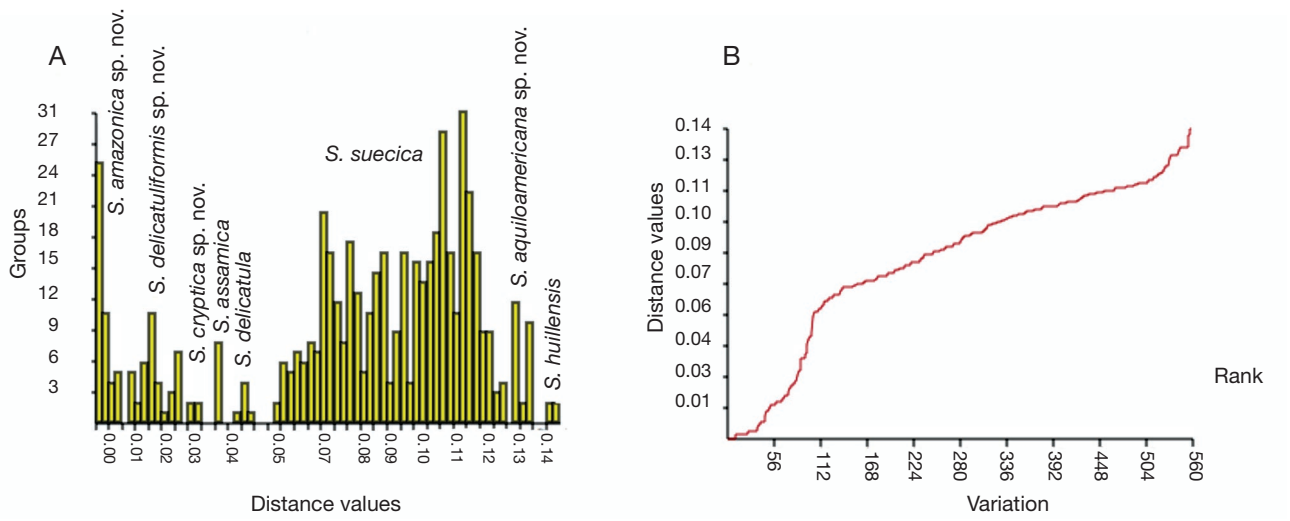 A
S. amazonica sp. nov.
S. delicatuliformis sp. nov.
S. cryptica sp. nov.
S. assamica
S. delicatula
S. suecica
S. aquiloamericana sp. nov.
S. huillensis
Groups
31
27
24
21
18
15
12
9
6
3
0.00
0.01
0.02
0.03
0.04
0.05
0.07
0.08
0.09
0.10
0.11
0.12
0.13
0.14
Distance values
B
Distance values
0.14
0.13
0.11
0.10
0.09
0.07
0.06
0.04
0.03
0.01
56
112
168
224
280
336
392
448
504
560
Variation
Rank